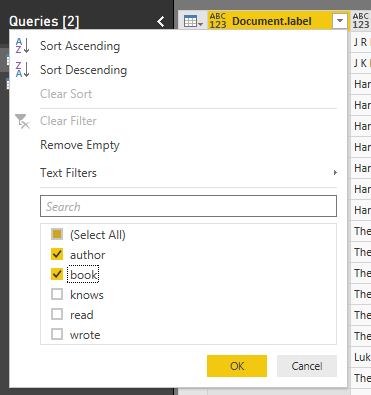 Queries [2]
ABC
123
Document.label
ABC
123
Sort Ascending
Sort Descending
Clear Sort
Clear Filter
Remove Empty
Text Filters
Search
(Select All)
author
book
knows
read
wrote
OK
Cancel
J R
J K
Har
Har
Har
Har
Har
Har
Har
The
The
The
The
The
The
Luk
The